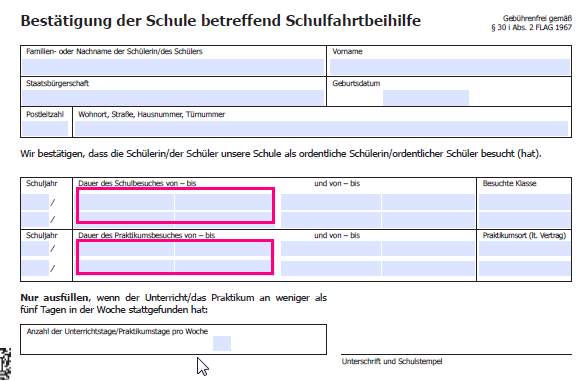 Bestätigung der Schule betreffend Schulfahrtbeihilfe
Gebührenfrei gemäß
§ 30 i Abs. 2 FLAG 1967
Familien- oder Nachname der Schülerin/des Schülers
Vorname
Staatsbürgerschaft
Geburtsdatum
Postleitzahl
Wohnort, Straße, Hausnummer, Türnummer
Wir bestätigen, dass die Schülerin/der Schüler unsere Schule als ordentliche Schülerin/ordentlicher Schüler besucht (hat).
Schuljahr
Dauer des Schulbesuches von – bis
und von – bis
Besuchte Klasse
/
/
Schuljahr
Dauer des Praktikumsbesuches von – bis
und von – bis
Praktikumsort (lt. Vertrag)
/
/
Nur ausfüllen, wenn der Unterricht/das Praktikum an weniger als
fünf Tagen in der Woche stattgefunden hat:
Anzahl der Unterrichtstage/Praktikumstage pro Woche
Unterschrift und Schulstempel